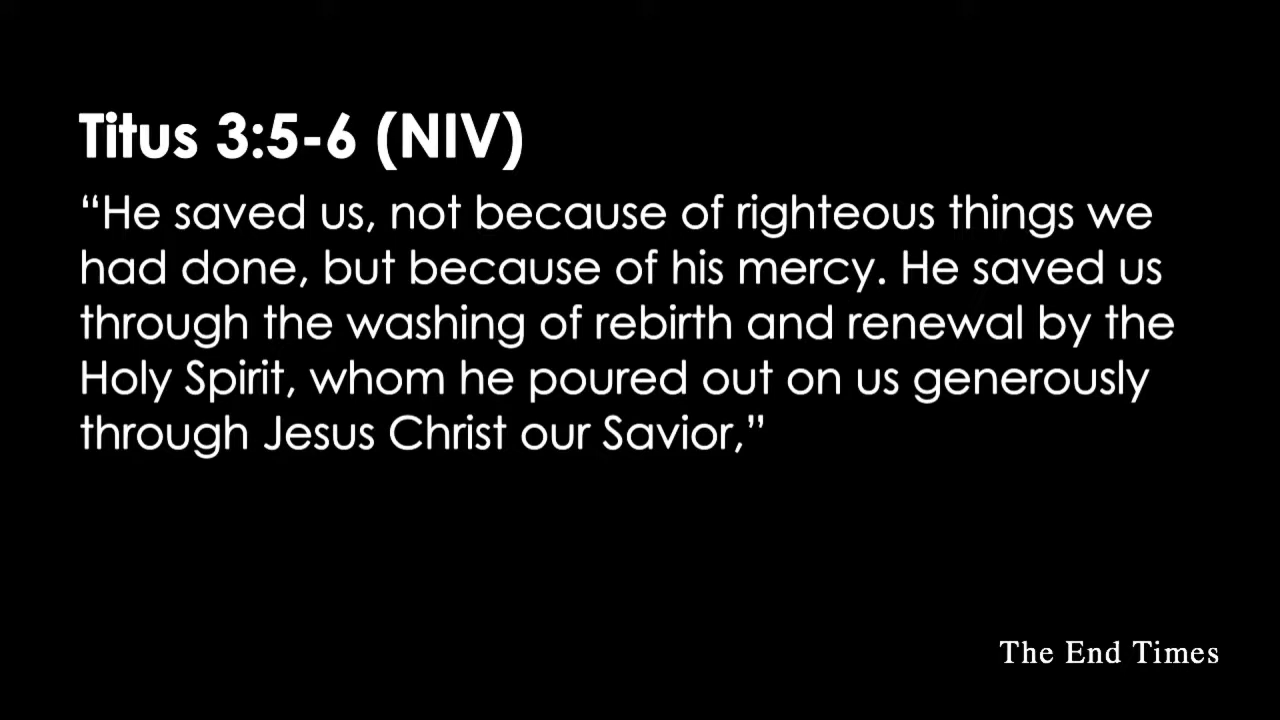 Titus 3:5-6 (NIV)
“He saved us, not because of righteous things we
had done, but because of his mercy. He saved us
through the washing of rebirth and renewal by the
Holy Spirit, whom he poured out on us generously
through Jesus Christ our Savior,”
The End Times